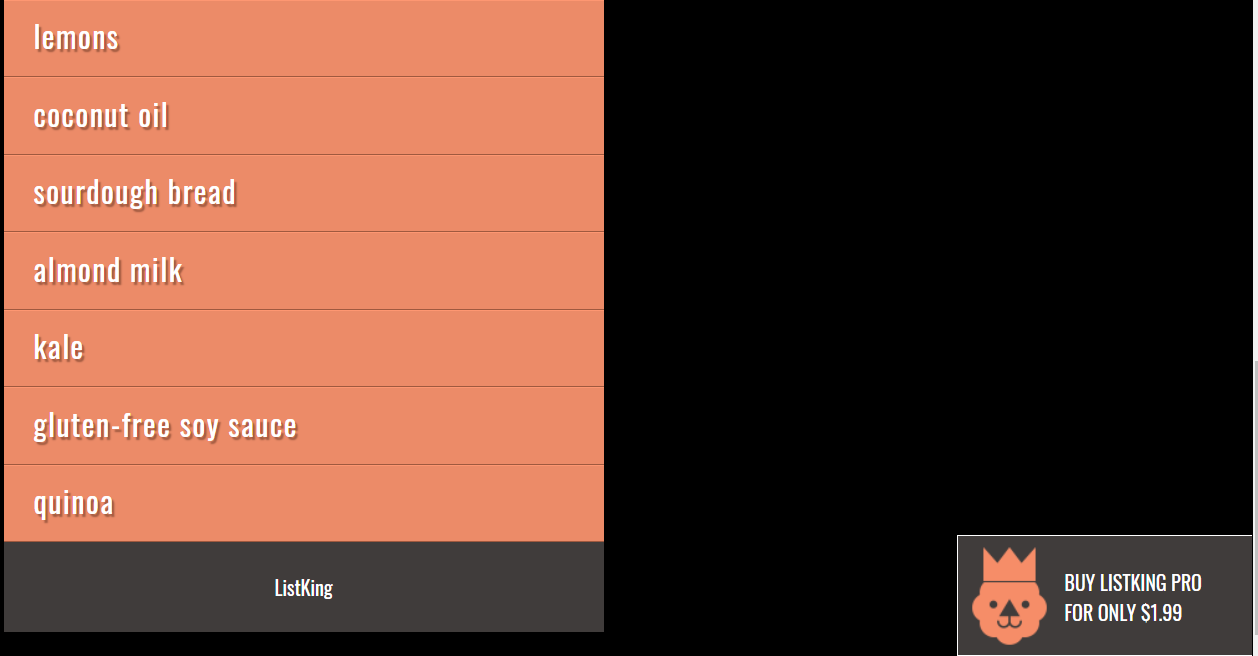 lemons
coconut oil
sourdough bread
almond milk
kale
gluten-free soy sauce
quinoa
ListKing
BUY LISTKING PRO
FOR ONLY $1.99